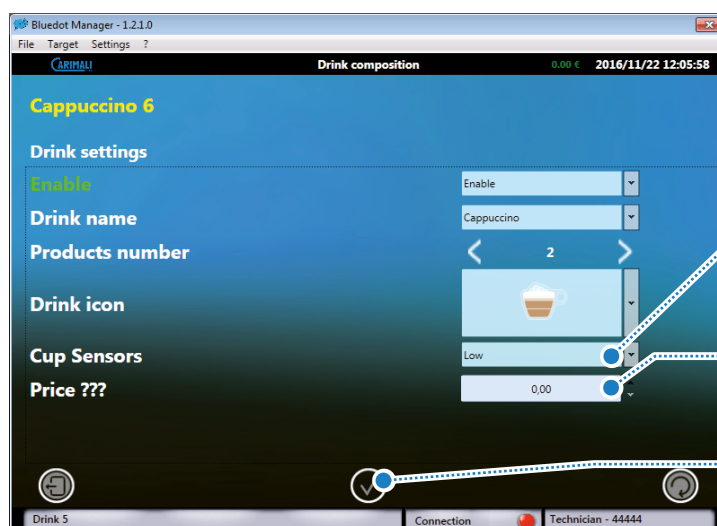 Bluedot Manager - 1.2.1.0
File Target Settings ?
CARIMALI Drink composition 0.00 € 2016/11/22 12:05:58
Cappuccino 6
Drink settings
Enable Enable
Drink name Cappuccino
Products number 2
Drink icon
Cup Sensors Low
Price ??? 0,00
Drink 5 Connection Technician - 44444